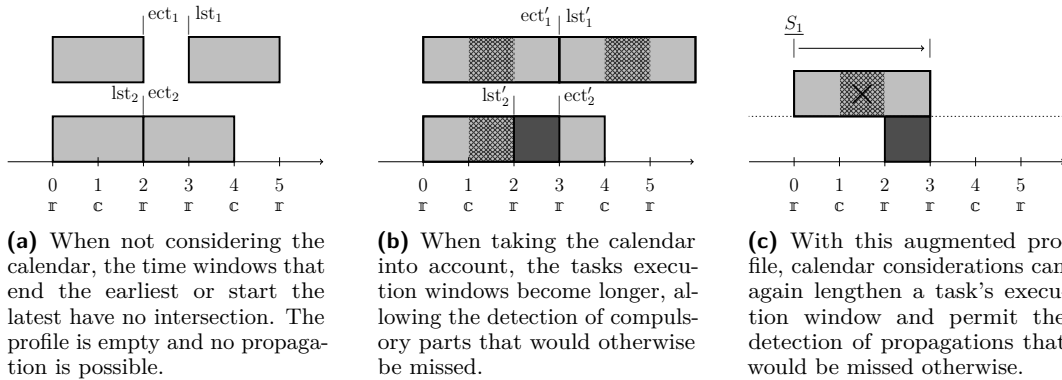 ect₁ lst₁
lst₂ ect₂
0 1 2 3 4 5
𝕣 𝕔 𝕣 𝕣 𝕔 𝕣
(a) When not considering the
calendar, the time windows that
end the earliest or start the
latest have no intersection. The
profile is empty and no propaga-
tion is possible.
ect′₁ lst′₁
lst′₂ ect′₂
0 1 2 3 4 5
𝕣 𝕔 𝕣 𝕣 𝕔 𝕣
(b) When taking the calendar
into account, the tasks execu-
tion windows become longer, al-
lowing the detection of compuls-
ory parts that would otherwise
be missed.
S₁
0 1 2 3 4 5
𝕣 𝕔 𝕣 𝕣 𝕔 𝕣
(c) With this augmented pro-
file, calendar considerations can
again lengthen a task's execu-
tion window and permit the
detection of propagations that
would be missed otherwise.